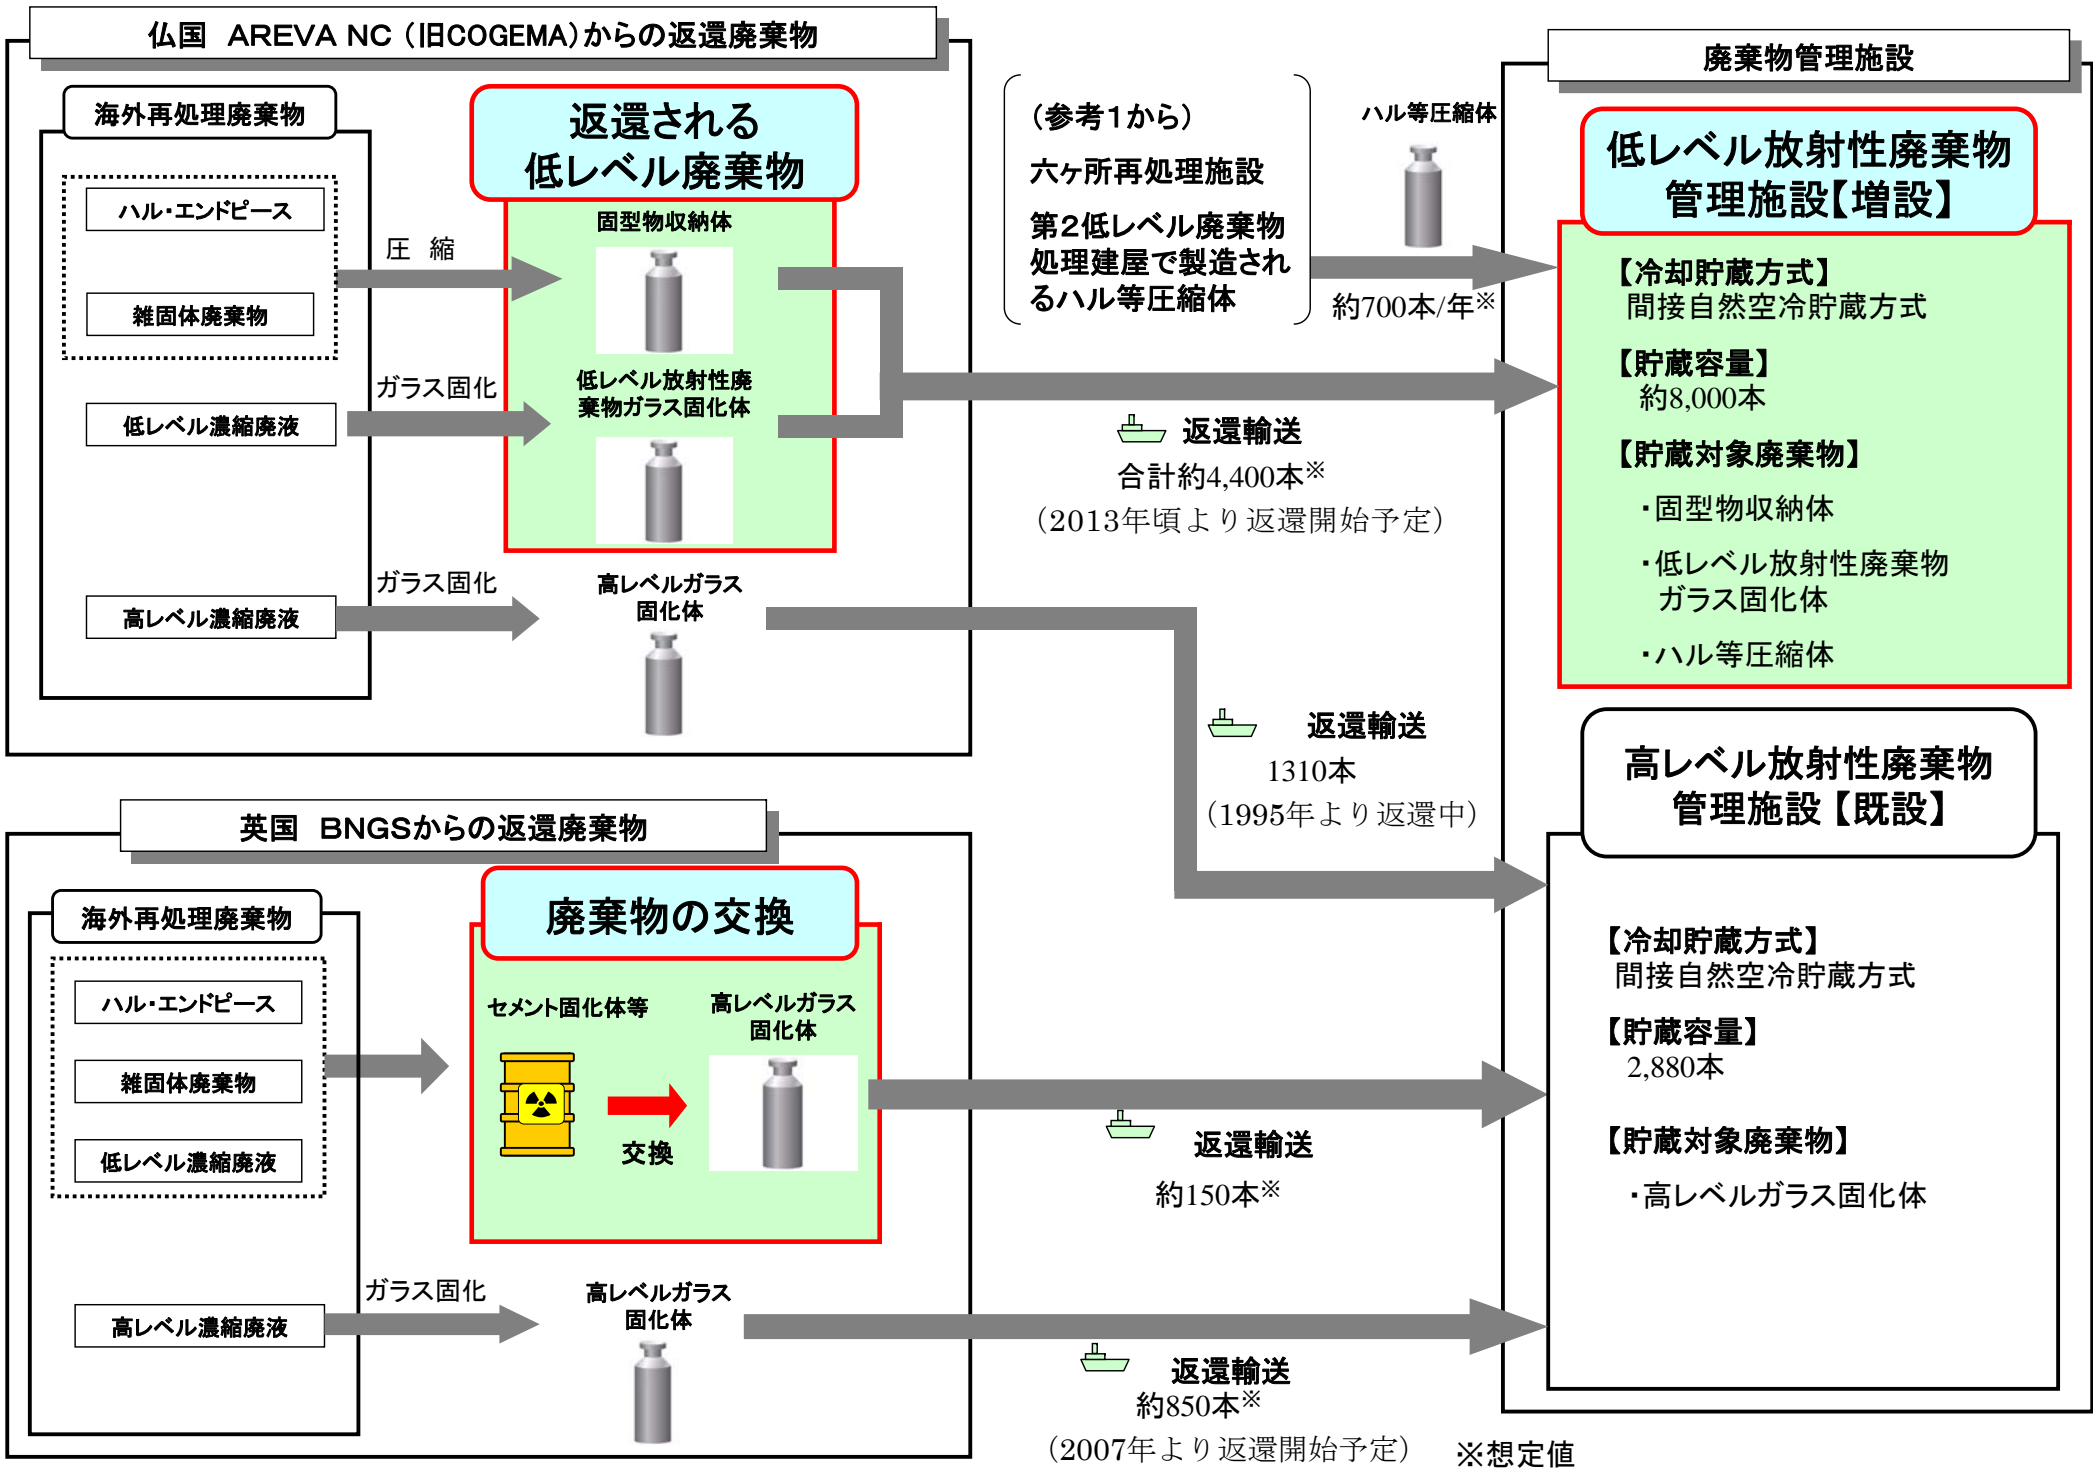 仏国 AREVA NC（旧COGEMA）からの返還廃棄物
海外再処理廃棄物
ハル・エンドピース
雑固体廃棄物
低レベル濃縮廃液
高レベル濃縮廃液
圧 縮
ガラス固化
ガラス固化
返還される
低レベル廃棄物
固型物収納体
低レベル放射性廃
棄物ガラス固化体
高レベルガラス
固化体
（参考1から）
六ヶ所再処理施設
第2低レベル廃棄物
処理建屋で製造され
るハル等圧縮体
ハル等圧縮体
約700本/年※
返還輸送
合計約4,400本※
（2013年頃より返還開始予定）
返還輸送
1310本
（1995年より返還中）
英国 BNGSからの返還廃棄物
海外再処理廃棄物
ハル・エンドピース
雑固体廃棄物
低レベル濃縮廃液
高レベル濃縮廃液
ガラス固化
廃棄物の交換
セメント固化体等
交換
高レベルガラス
固化体
高レベルガラス
固化体
返還輸送
約150本※
返還輸送
約850本※
（2007年より返還開始予定）
廃棄物管理施設
低レベル放射性廃棄物
管理施設【増設】
【冷却貯蔵方式】
間接自然空冷貯蔵方式
【貯蔵容量】
約8,000本
【貯蔵対象廃棄物】
・固型物収納体
・低レベル放射性廃棄物
ガラス固化体
・ハル等圧縮体
高レベル放射性廃棄物
管理施設【既設】
【冷却貯蔵方式】
間接自然空冷貯蔵方式
【貯蔵容量】
2,880本
【貯蔵対象廃棄物】
・高レベルガラス固化体
※想定値